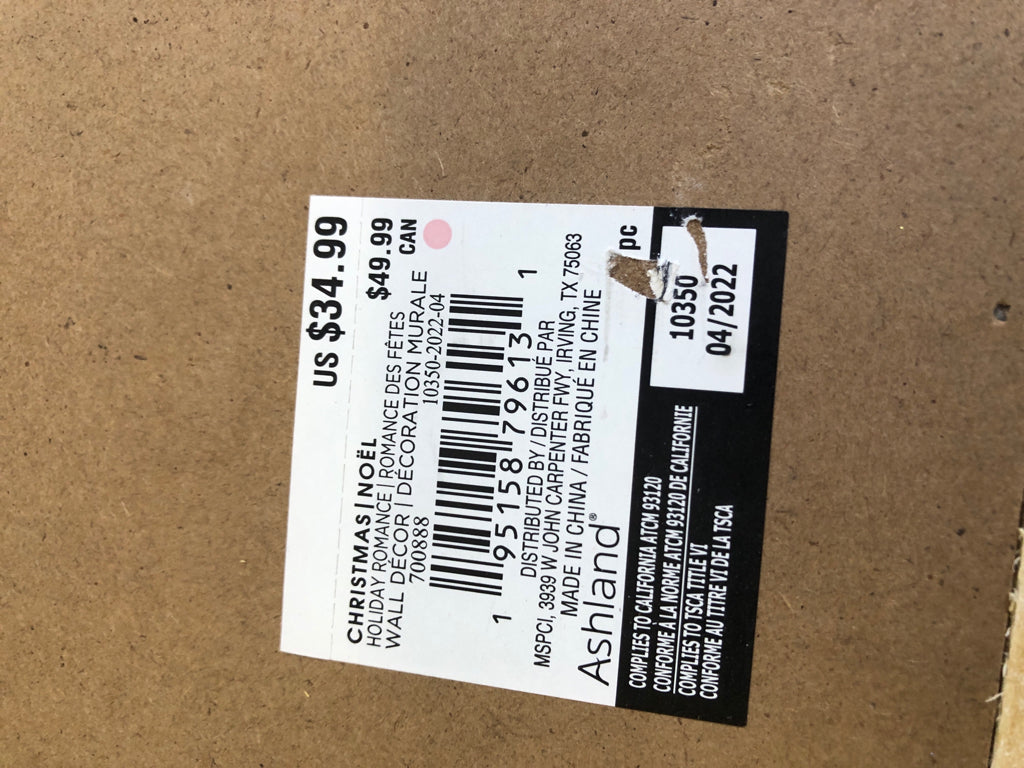 US $34.99
$49.99
CAN
CHRISTMAS | NOËL
HOLIDAY ROMANCE | ROMANCE DES FÊTES
WALL DÉCOR | DÉCORATION MURALE
700888
10350-2022-04
1 95158 79613 1
DISTRIBUTED BY / DISTRIBUÉ PAR
MSPCI, 3939 W JOHN CARPENTER FWY, IRVING, TX 75063
MADE IN CHINA / FABRIQUÉ EN CHINE
Ashland®
pc
COMPLIES TO CALIFORNIA ATCM 93120
CONFORME À LA NORME ATCM 93120 DE CALIFORNIE
COMPLIES TO TSCA TITLE VI
CONFORME AU TITRE VI DE LA TSCA
10350
04/2022